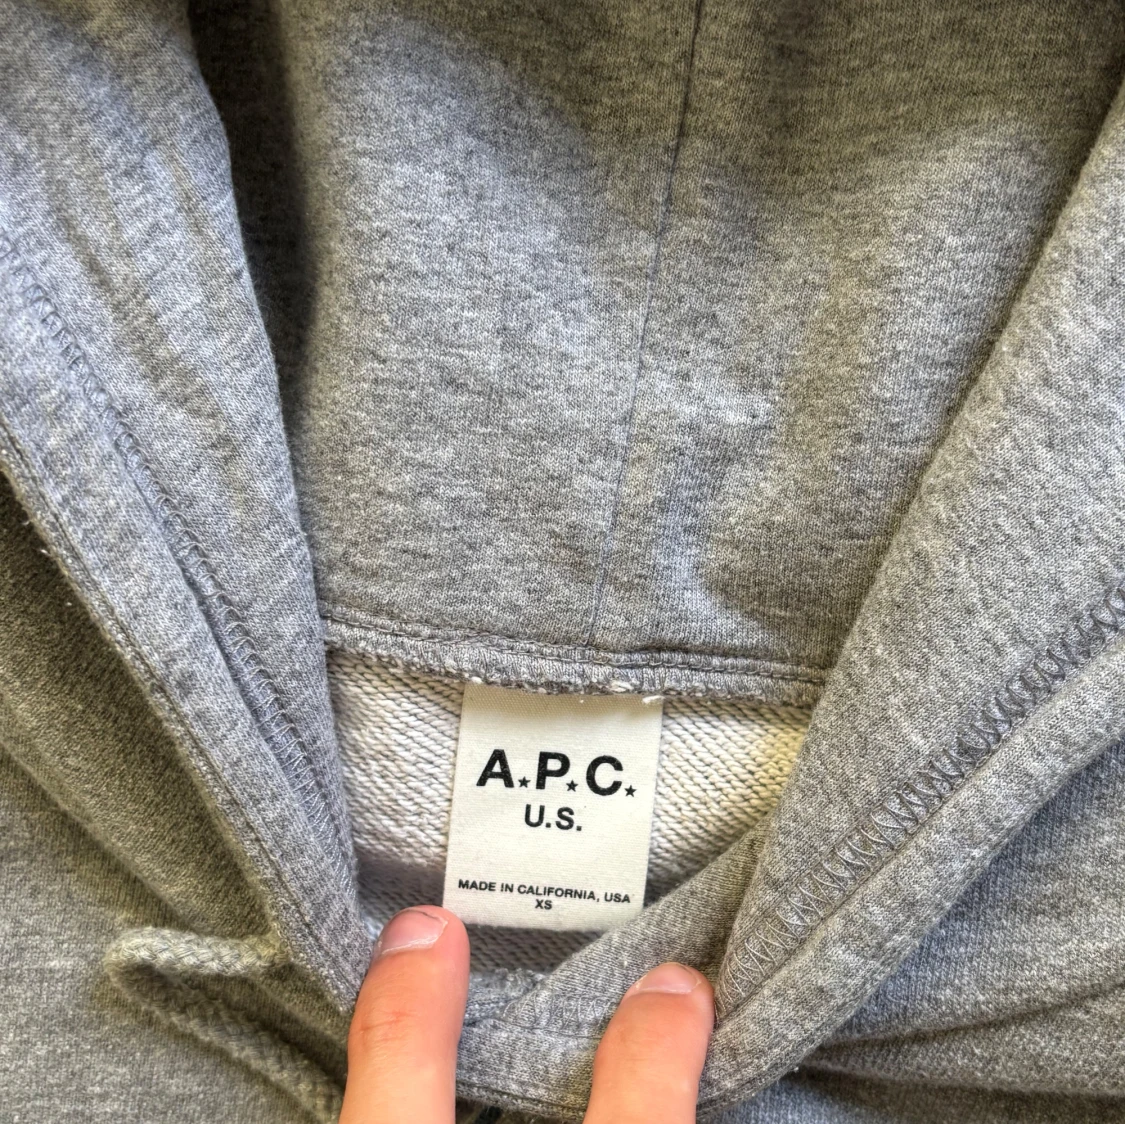 A★P★C★
U.S.
MADE IN CALIFORNIA, USA
XS